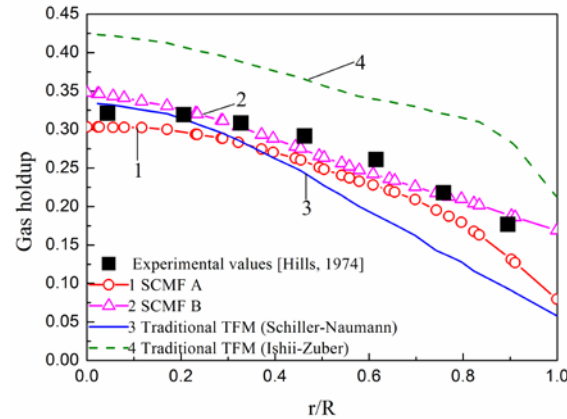 0.45
0.40
0.35
0.30
0.25
0.20
0.15
0.10
0.05
0.00
Gas holdup
4
2
1
3
Experimental values [Hills, 1974]
1 SCMF A
2 SCMF B
3 Traditional TFM (Schiller-Naumann)
4 Traditional TFM (Ishii-Zuber)
0.0 0.2 0.4 0.6 0.8 1.0
r/R